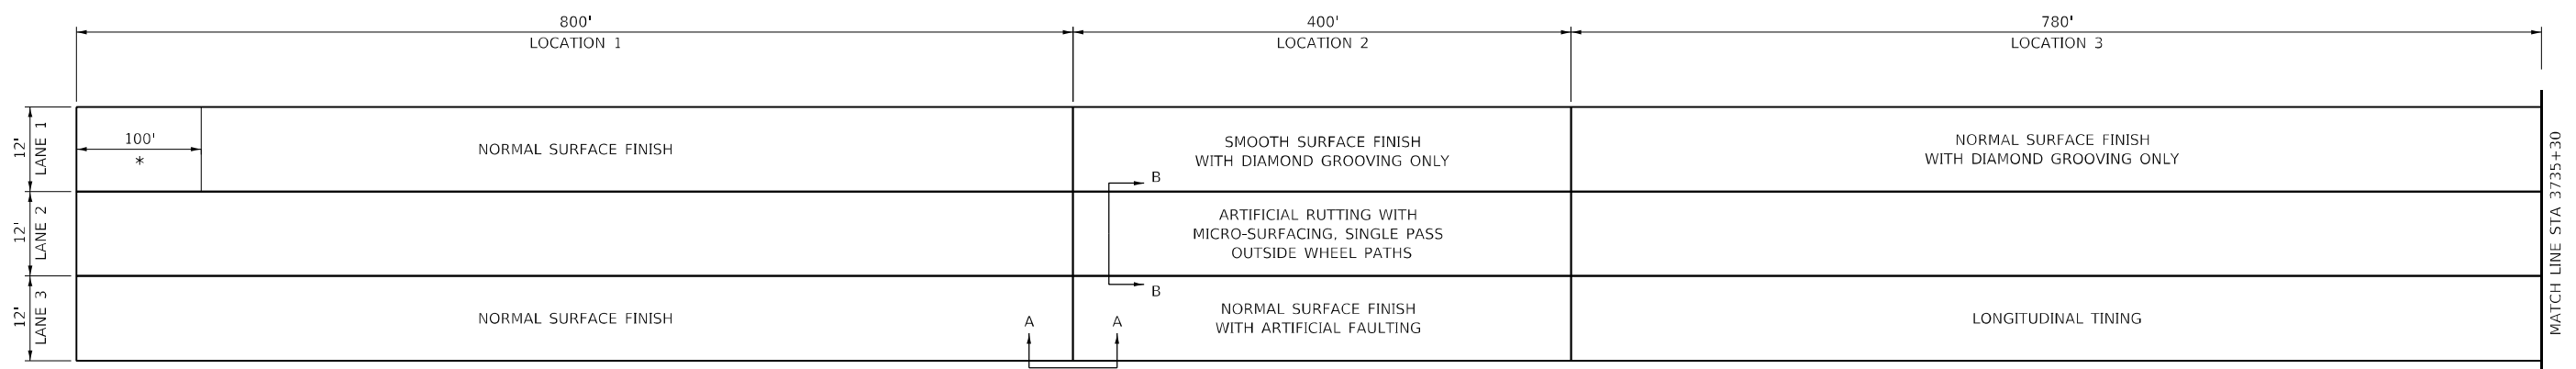 800'
LOCATION 1
400'
LOCATION 2
780'
LOCATION 3
12'
LANE 1
100'
*
NORMAL SURFACE FINISH
SMOOTH SURFACE FINISH
WITH DIAMOND GROOVING ONLY
NORMAL SURFACE FINISH
WITH DIAMOND GROOVING ONLY
B
12'
LANE 2
ARTIFICIAL RUTTING WITH
MICRO-SURFACING, SINGLE PASS
OUTSIDE WHEEL PATHS
B
12'
LANE 3
NORMAL SURFACE FINISH
A
A
NORMAL SURFACE FINISH
WITH ARTIFICIAL FAULTING
LONGITUDINAL TINING
MATCH LINE STA 3735+30